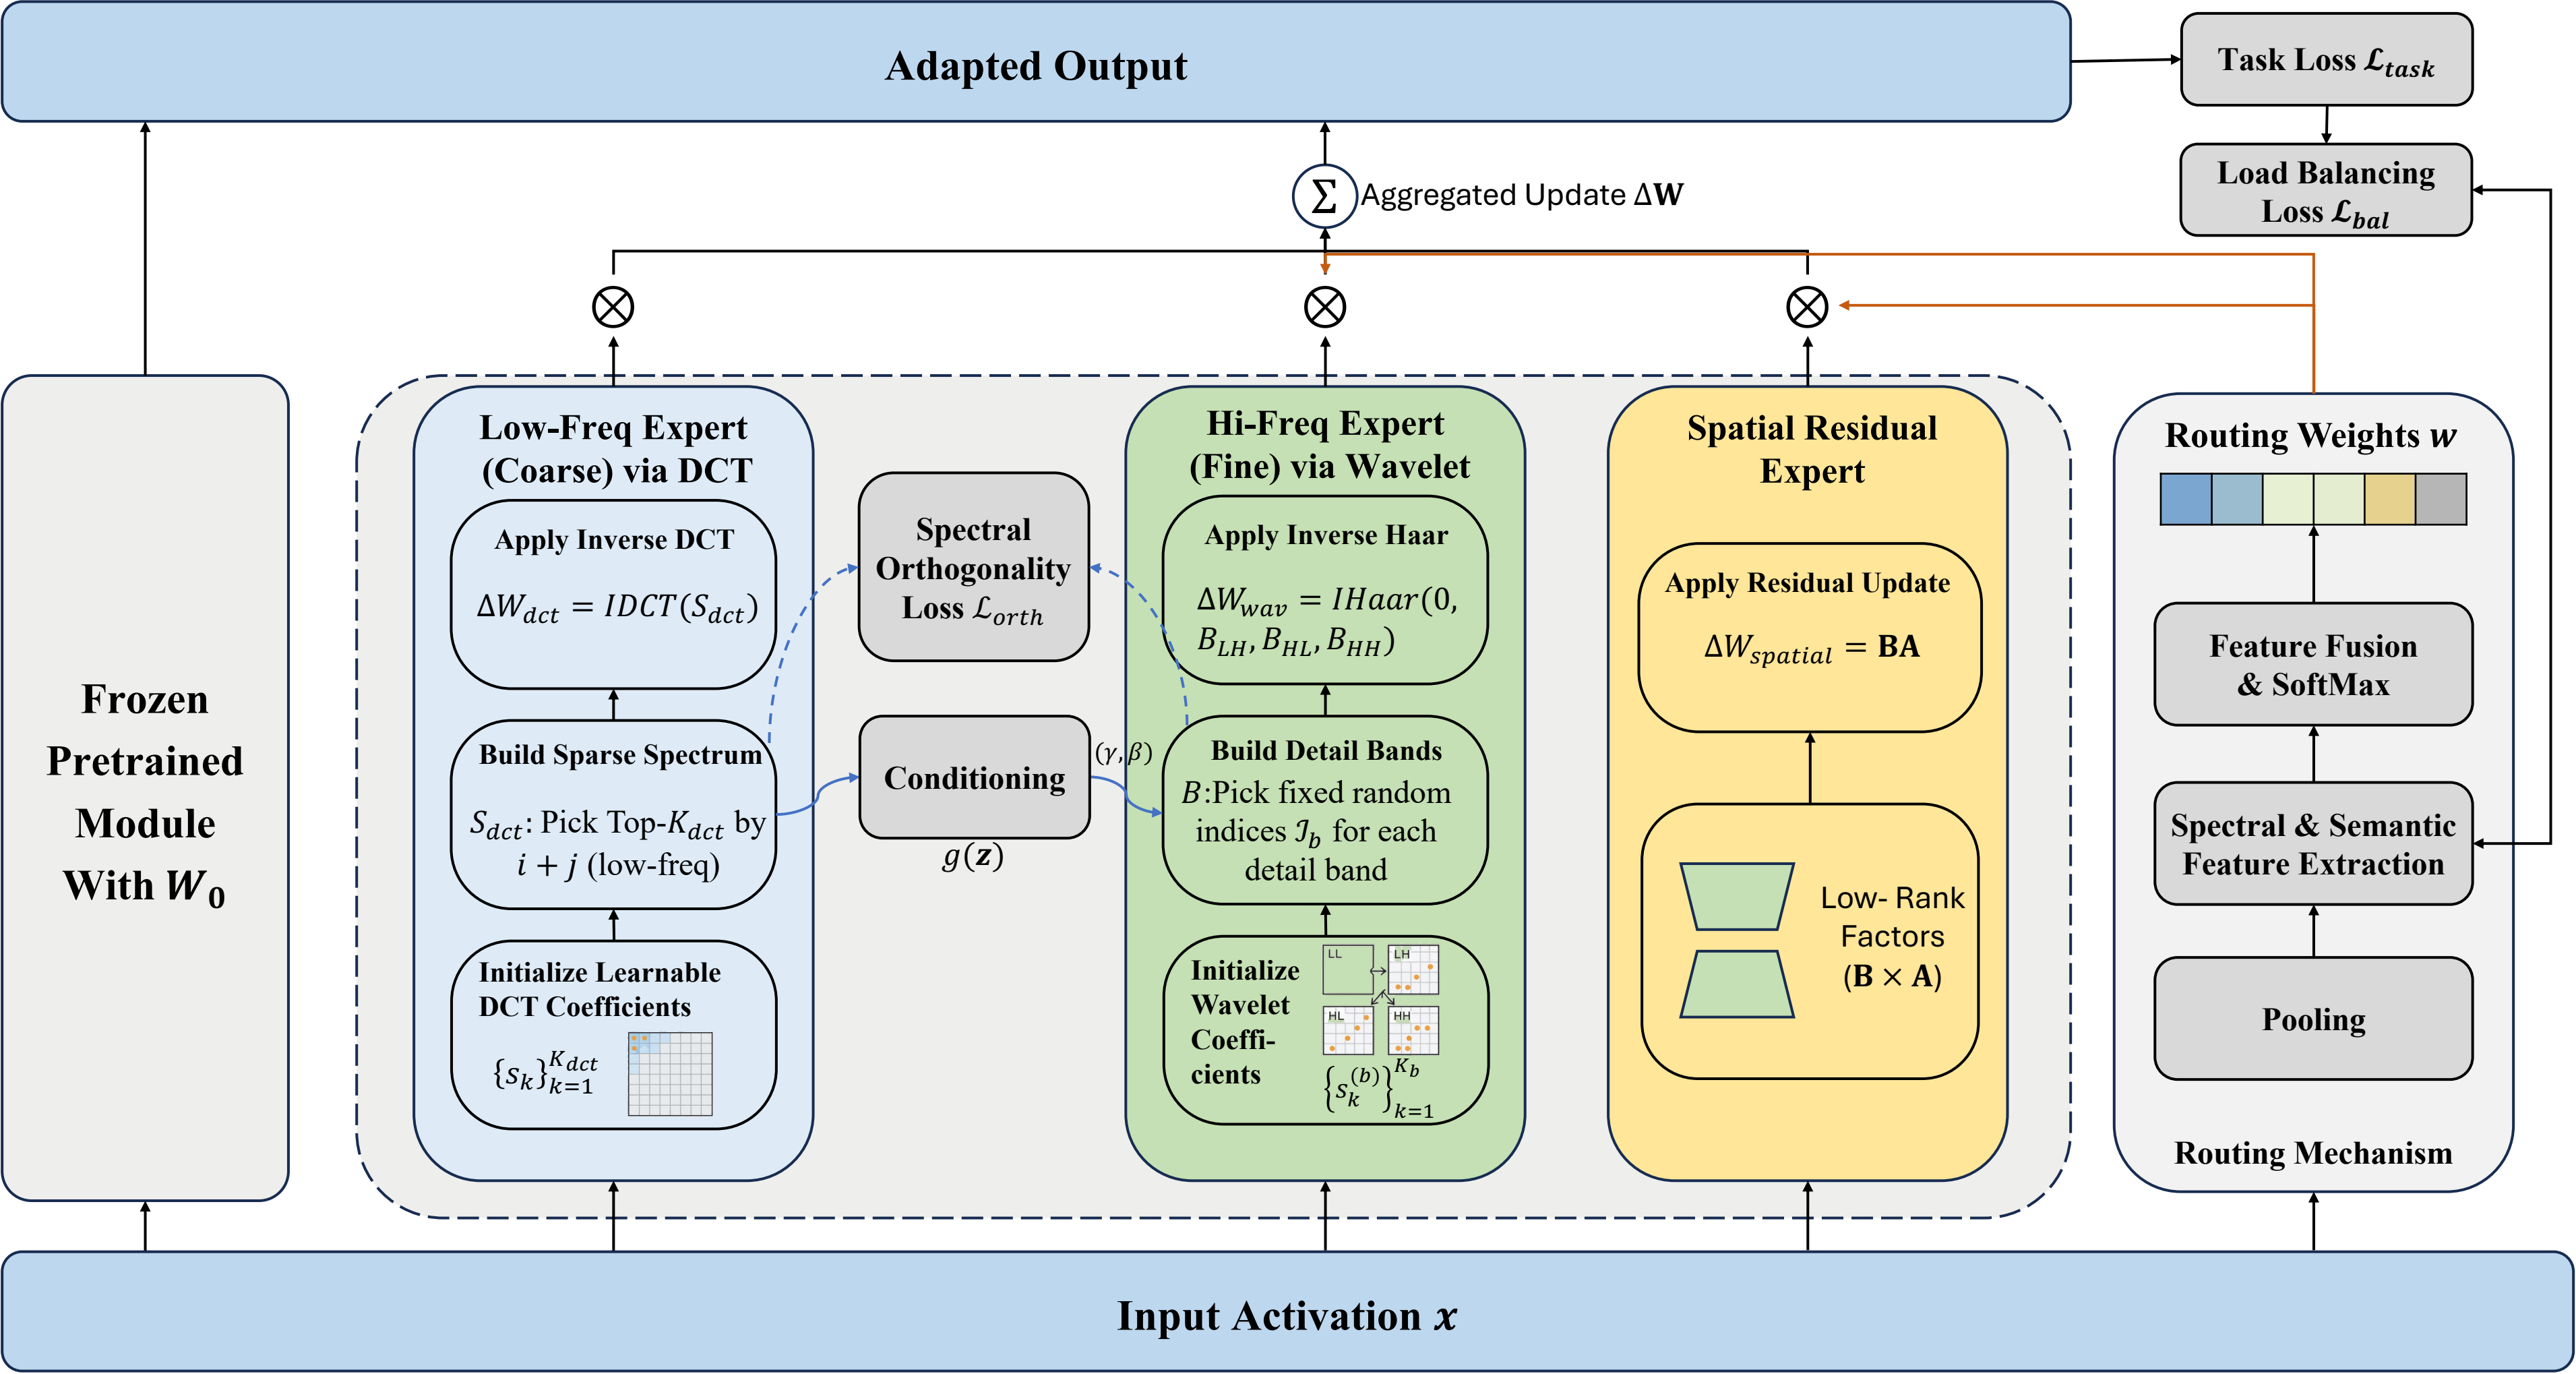 Adapted Output
Task Loss ℒ_task
Load Balancing
Loss ℒ_bal
Σ Aggregated Update Δ𝐖
Frozen
Pretrained
Module
With W₀
Low-Freq Expert
(Coarse) via DCT
Apply Inverse DCT
ΔW_dct = IDCT(S_dct)
Build Sparse Spectrum
S_dct: Pick Top-K_dct by
i + j (low-freq)
Initialize Learnable
DCT Coefficients
{s_k}_{k=1}^{K_dct}
Spectral
Orthogonality
Loss ℒ_orth
Conditioning
g(z)
(γ, β)
Hi-Freq Expert
(Fine) via Wavelet
Apply Inverse Haar
ΔW_wav = IHaar(0,
B_LH, B_HL, B_HH)
Build Detail Bands
B:Pick fixed random
indices ℐ_b for each
detail band
Initialize
Wavelet
Coeffi-
cients
LL
LH
HL
HH
{s_k^(b)}_{k=1}^{K_b}
Spatial Residual
Expert
Apply Residual Update
ΔW_spatial = BA
Low- Rank
Factors
(B × A)
Routing Weights w
Feature Fusion
& SoftMax
Spectral & Semantic
Feature Extraction
Pooling
Routing Mechanism
Input Activation x